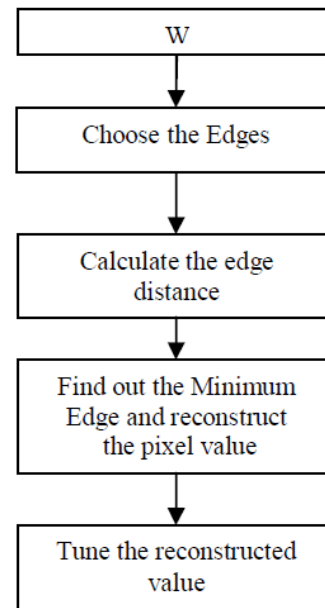 W
Choose the Edges
Calculate the edge
distance
Find out the Minimum
Edge and reconstruct
the pixel value
Tune the reconstructed
value